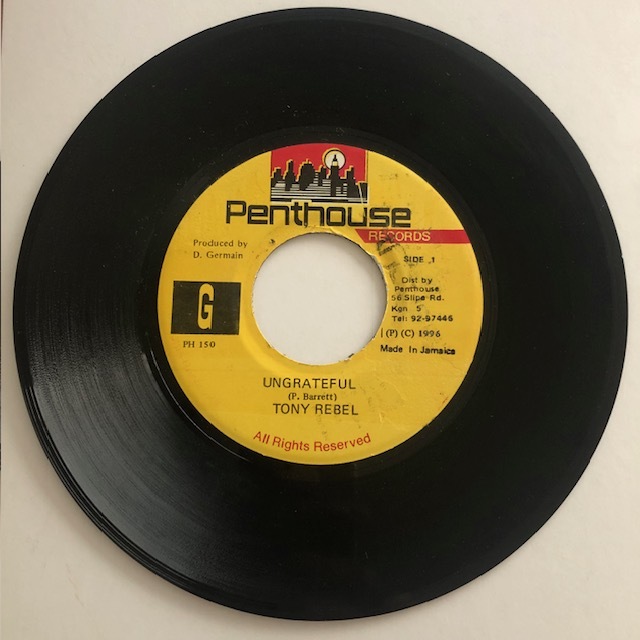 Penthouse
RECORDS
Produced by
D. Germain
SIDE 1
G
Dist by
Penthouse
56 Slipe Rd.
Kgn 5
Tel: 92-97446
(P) (C) 1996
Made In Jamaica
PH 150
UNGRATEFUL
(P. Barrett)
TONY REBEL
All Rights Reserved